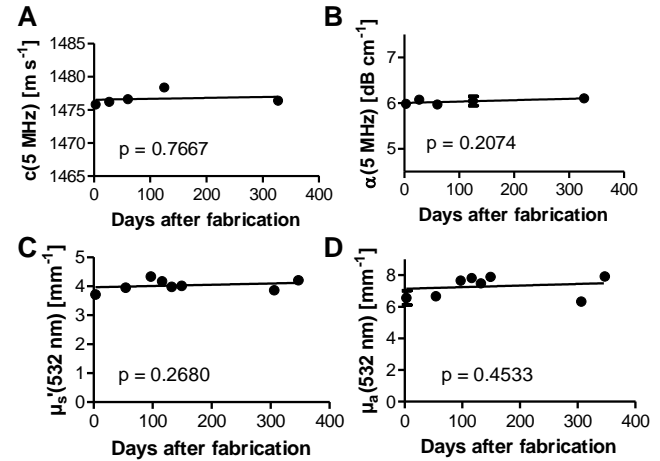 A
c(5 MHz) [m s⁻¹]
1485
1480
1475
1470
1465
p = 0.7667
0 100 200 300 400
Days after fabrication
B
α(5 MHz) [dB cm⁻¹]
7
6
5
p = 0.2074
0 100 200 300 400
Days after fabrication
C
μs'(532 nm) [mm⁻¹]
5
4
3
2
1
0
p = 0.2680
0 100 200 300 400
Days after fabrication
D
μa(532 nm) [mm⁻¹]
8
6
4
2
0
p = 0.4533
0 100 200 300 400
Days after fabrication